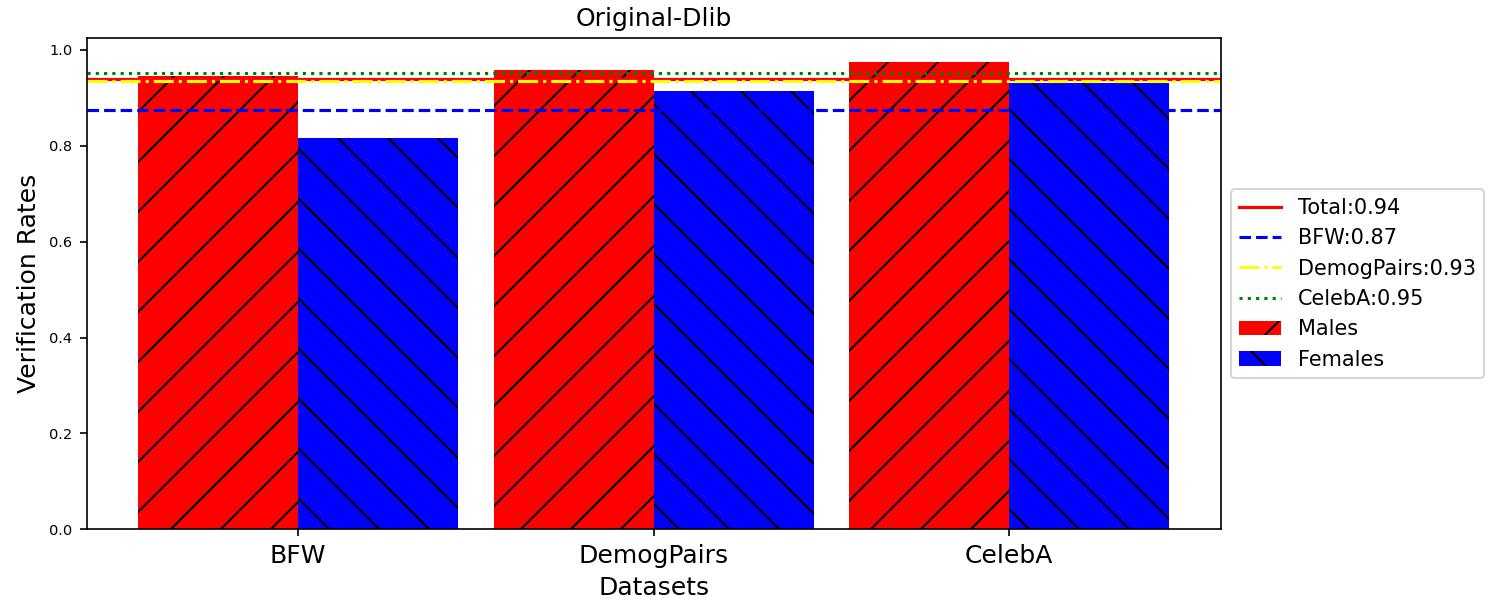 Original-Dlib
Verification Rates
1.0
0.8
0.6
0.4
0.2
0.0
BFW
DemogPairs
CelebA
Datasets
Total:0.94
BFW:0.87
DemogPairs:0.93
CelebA:0.95
Males
Females